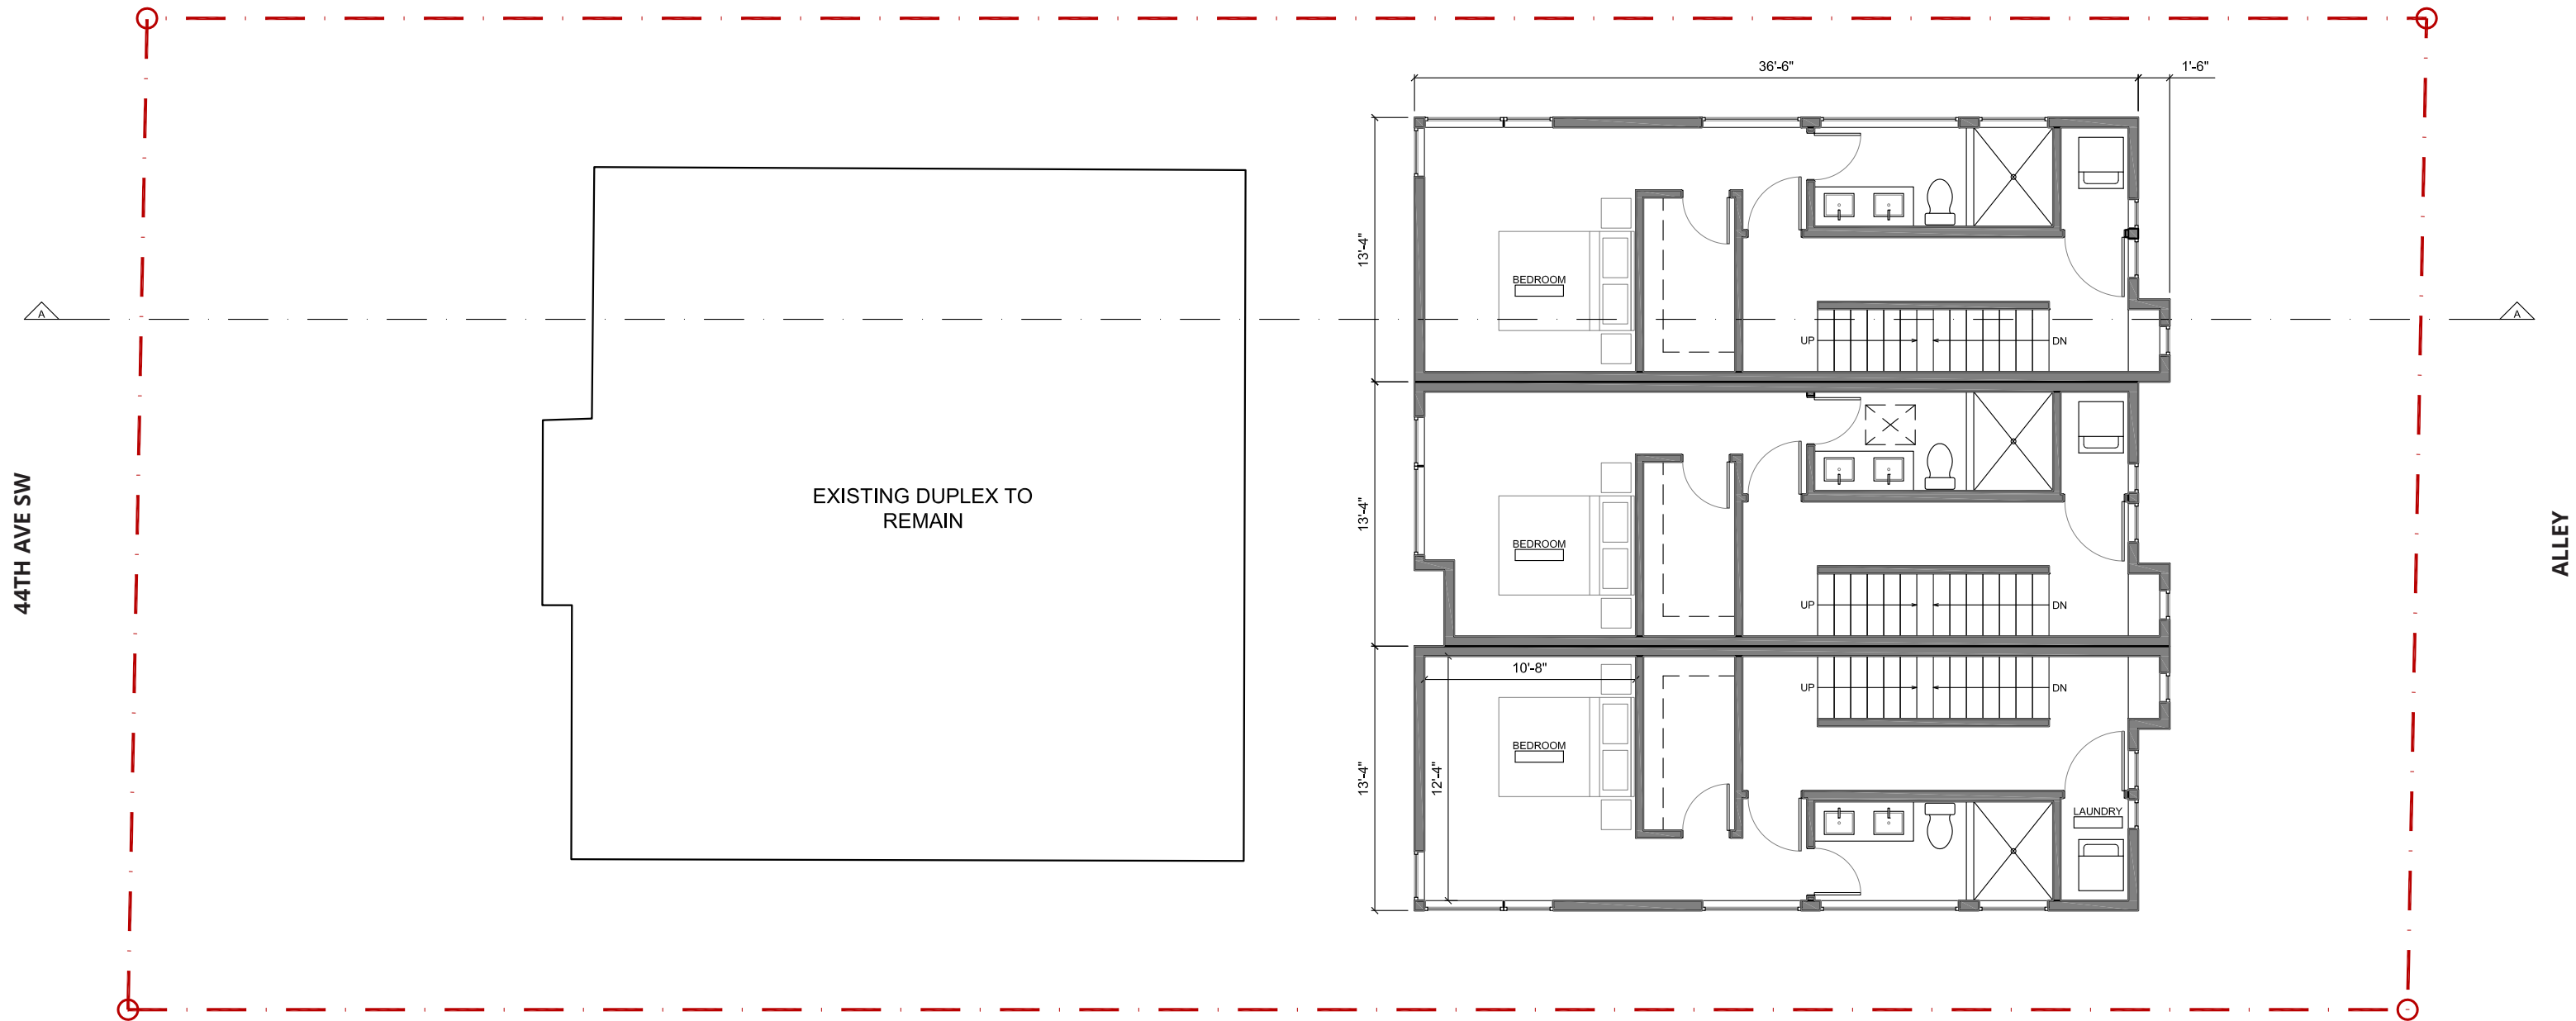 36'-6"
1'-6"
13'-4"
BEDROOM
A
A
UP
DN
44TH AVE SW
EXISTING DUPLEX TO
REMAIN
13'-4"
BEDROOM
ALLEY
UP
DN
10'-8"
UP
DN
BEDROOM
13'-4"
12'-4"
LAUNDRY